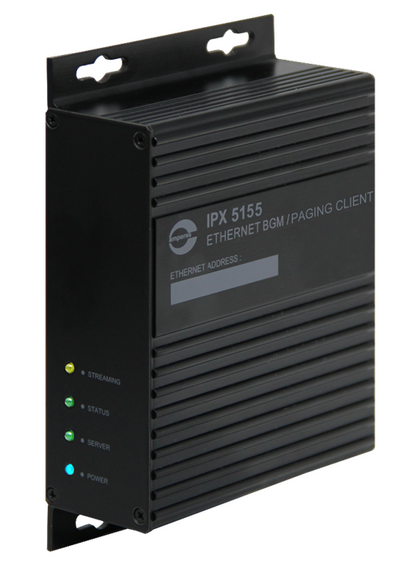 IPX 5155
ETHERNET BGM / PAGING CLIENT
ETHERNET ADDRESS :
STREAMING
STATUS
SERVER
POWER